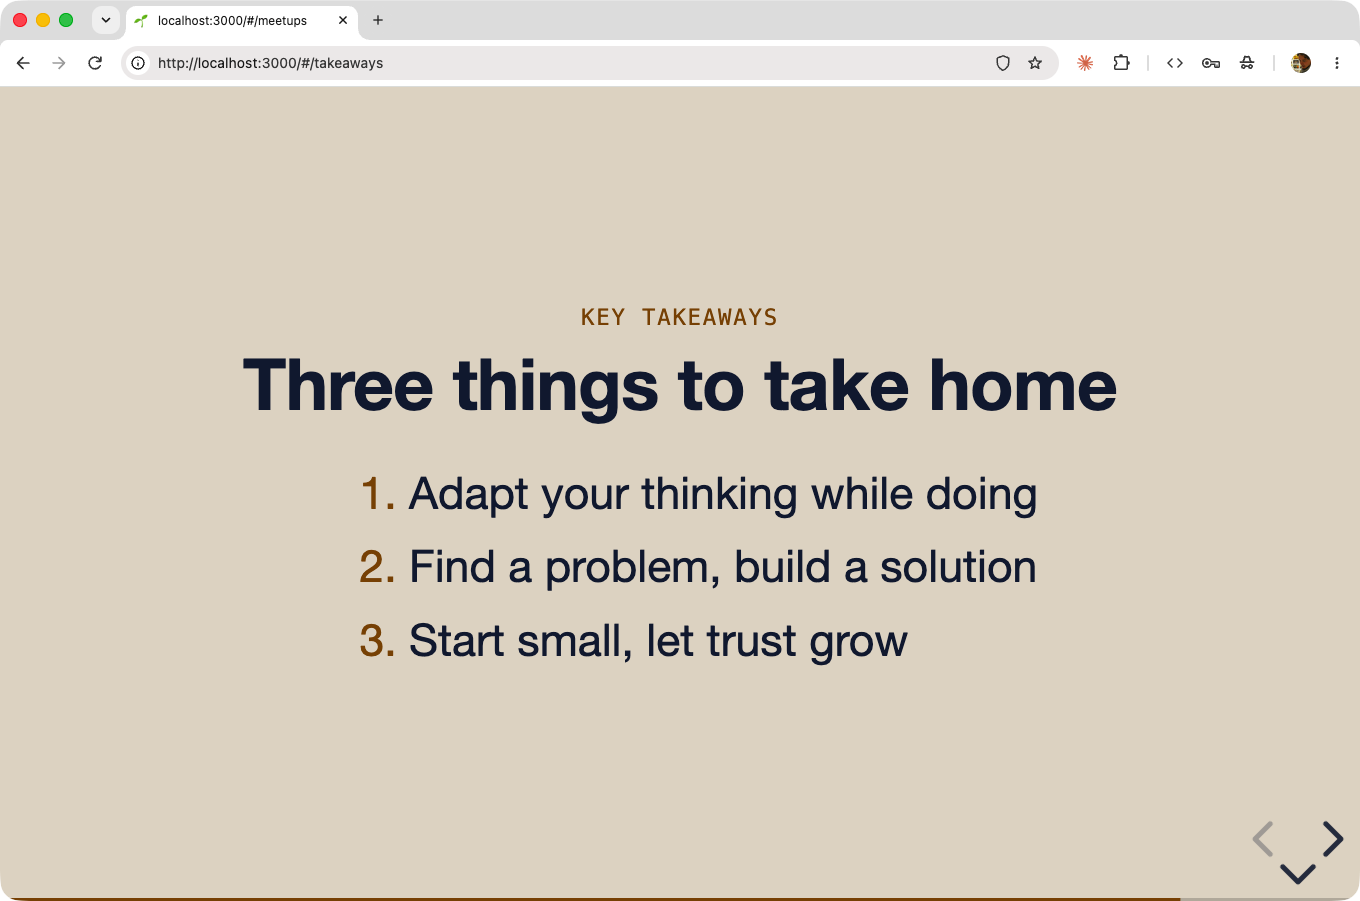 localhost:3000/#/meetups
http://localhost:3000/#/takeaways
KEY TAKEAWAYS
Three things to take home
1. Adapt your thinking while doing
2. Find a problem, build a solution
3. Start small, let trust grow